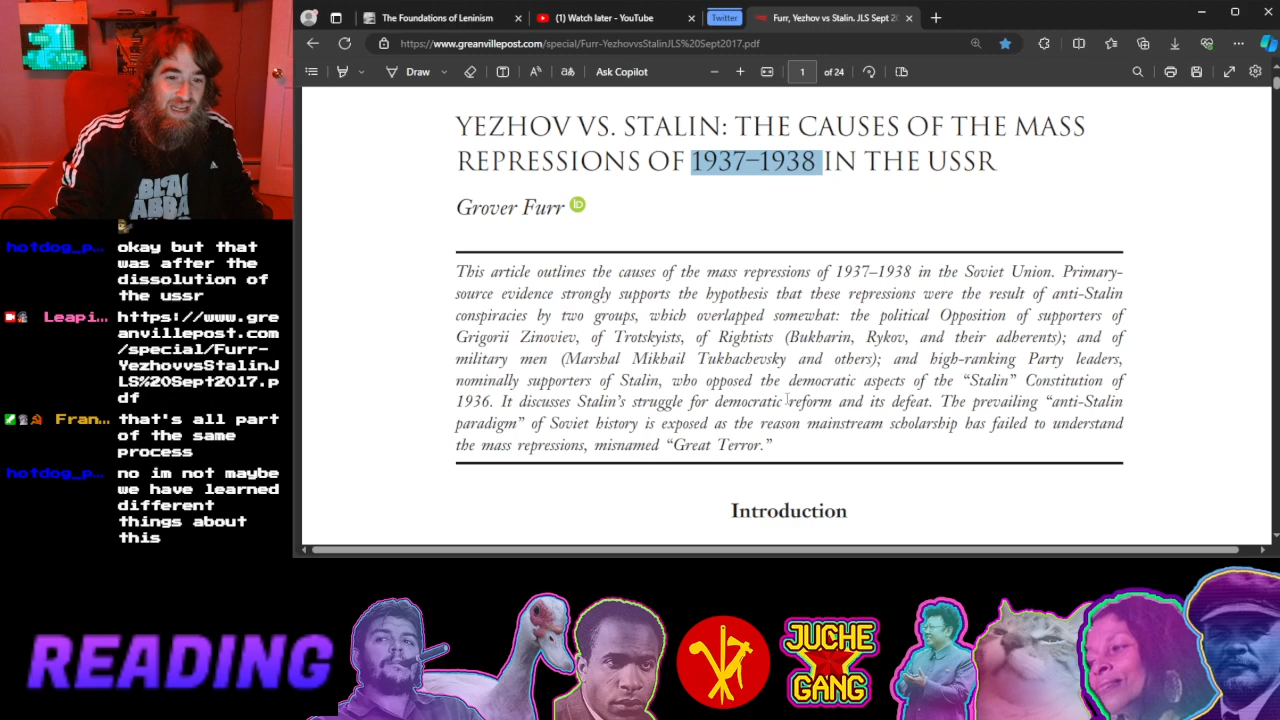 The Foundations of Leninism
(1) Watch later - YouTube
Twitter
Furr, Yezhov vs Stalin. JLS Sept 20
https://www.greanvillepost.com/special/Furr-YezhovvsStalinJLS%20Sept2017.pdf
Draw
Ask Copilot
1
of 24
YEZHOV VS. STALIN: THE CAUSES OF THE MASS
REPRESSIONS OF 1937–1938 IN THE USSR
Grover Furr
This article outlines the causes of the mass repressions of 1937–1938 in the Soviet Union. Primary-
source evidence strongly supports the hypothesis that these repressions were the result of anti-Stalin
conspiracies by two groups, which overlapped somewhat: the political Opposition of supporters of
Grigorii Zinoviev, of Trotskyists, of Rightists (Bukharin, Rykov, and their adherents); and of
military men (Marshal Mikhail Tukhachevsky and others); and high-ranking Party leaders,
nominally supporters of Stalin, who opposed the democratic aspects of the “Stalin” Constitution of
1936. It discusses Stalin’s struggle for democratic reform and its defeat. The prevailing “anti-Stalin
paradigm” of Soviet history is exposed as the reason mainstream scholarship has failed to understand
the mass repressions, misnamed “Great Terror.”
Introduction
hotdog_p...
okay but that
was after the
dissolution of
the ussr
Leapi...
https://www.gre
anvillepost.com
/special/Furr-
YezhovvsStalinJ
LS%20Sept2017.p
df
Fran...
that's all part
of the same
process
hotdog_p...
no im not maybe
we have learned
different
things about
this
READING
JUCHE
GANG